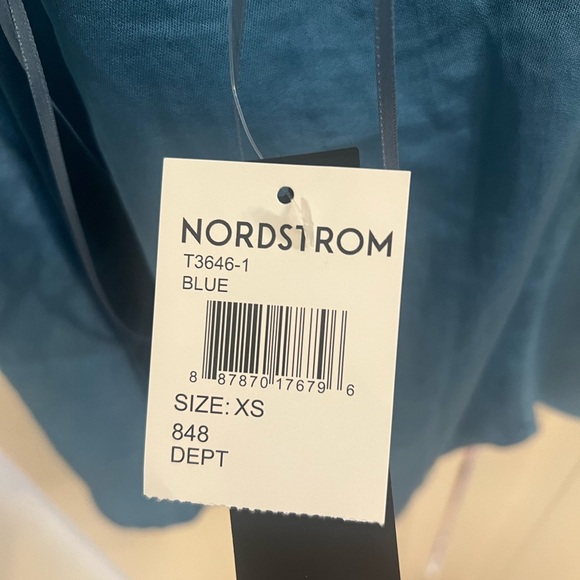 NORDSTROM
T3646-1
BLUE
8 87870 17679 6
SIZE: XS
848
DEPT